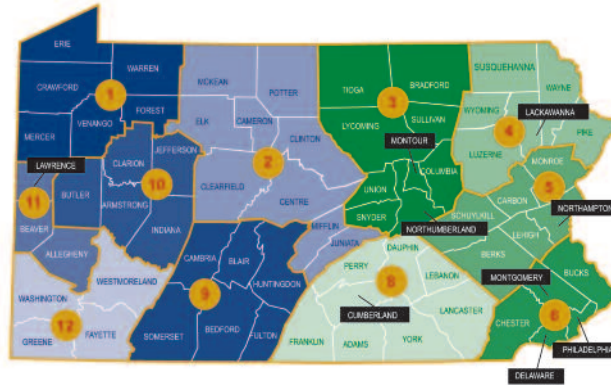 ERIE
WARREN
MCKEAN
POTTER
TIOGA
BRADFORD
SUSQUEHANNA
WAYNE
CRAWFORD
1
FOREST
ELK
CAMERON
3
LYCOMING
SULLIVAN
WYOMING
LACKAWANNA
MERCER
VENANGO
CLINTON
MONTOUR
4
PIKE
LAWRENCE
CLARION
JEFFERSON
2
COLUMBIA
LUZERNE
MONROE
11
BUTLER
10
CLEARFIELD
CENTRE
UNION
CARBON
5
NORTHAMPTON
BEAVER
ARMSTRONG
INDIANA
SNYDER
NORTHUMBERLAND
SCHUYLKILL
LEHIGH
ALLEGHENY
MIFFLIN
JUNIATA
DAUPHIN
BERKS
WESTMORELAND
CAMBRIA
BLAIR
PERRY
8
LEBANON
MONTGOMERY
BUCKS
WASHINGTON
9
HUNTINGDON
CUMBERLAND
LANCASTER
6
12
FAYETTE
GREENE
SOMERSET
BEDFORD
FULTON
FRANKLIN
ADAMS
YORK
CHESTER
PHILADELPHIA
DELAWARE